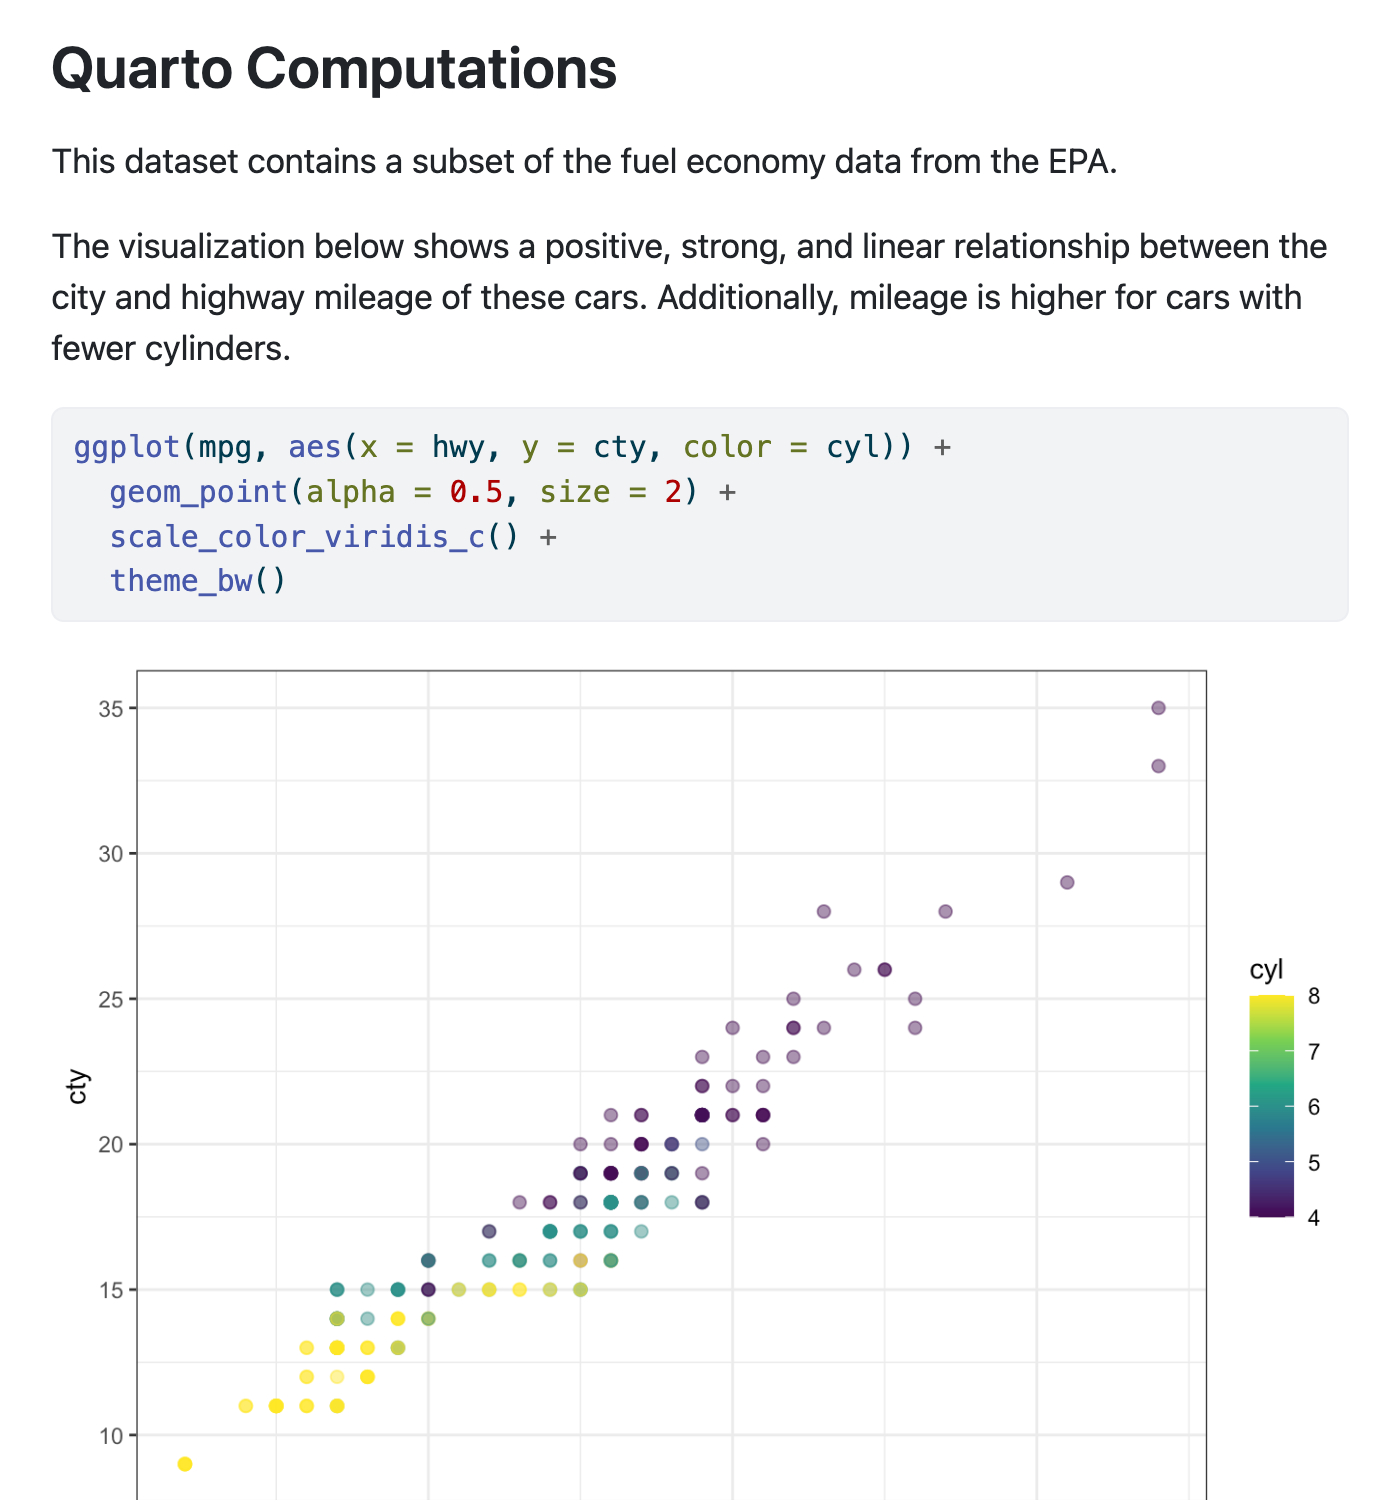 Quarto Computations
This dataset contains a subset of the fuel economy data from the EPA.
The visualization below shows a positive, strong, and linear relationship between the
city and highway mileage of these cars. Additionally, mileage is higher for cars with
fewer cylinders.
ggplot(mpg, aes(x = hwy, y = cty, color = cyl)) +
  geom_point(alpha = 0.5, size = 2) +
  scale_color_viridis_c() +
  theme_bw()
35
30
25
20
15
10
cty
cyl
8
7
6
5
4